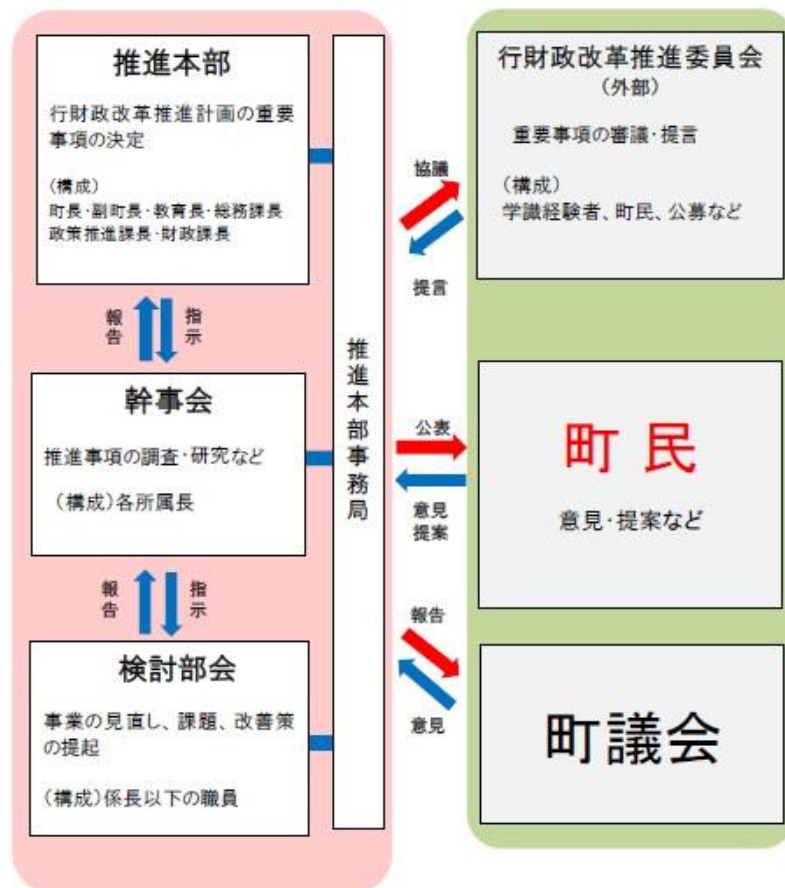 推進本部
行財政改革推進計画の重要
事項の決定
(構成)
町長・副町長・教育長・総務課長
政策推進課長・財政課長
報告
指示
幹事会
推進事項の調査・研究など
(構成)各所属長
報告
指示
検討部会
事業の見直し、課題、改善策
の提起
(構成)係長以下の職員
推進本部事務局
協議
提言
公表
意見
提案
報告
意見
行財政改革推進委員会
(外部)
重要事項の審議・提言
(構成)
学識経験者、町民、公募など
町民
意見・提案など
町議会